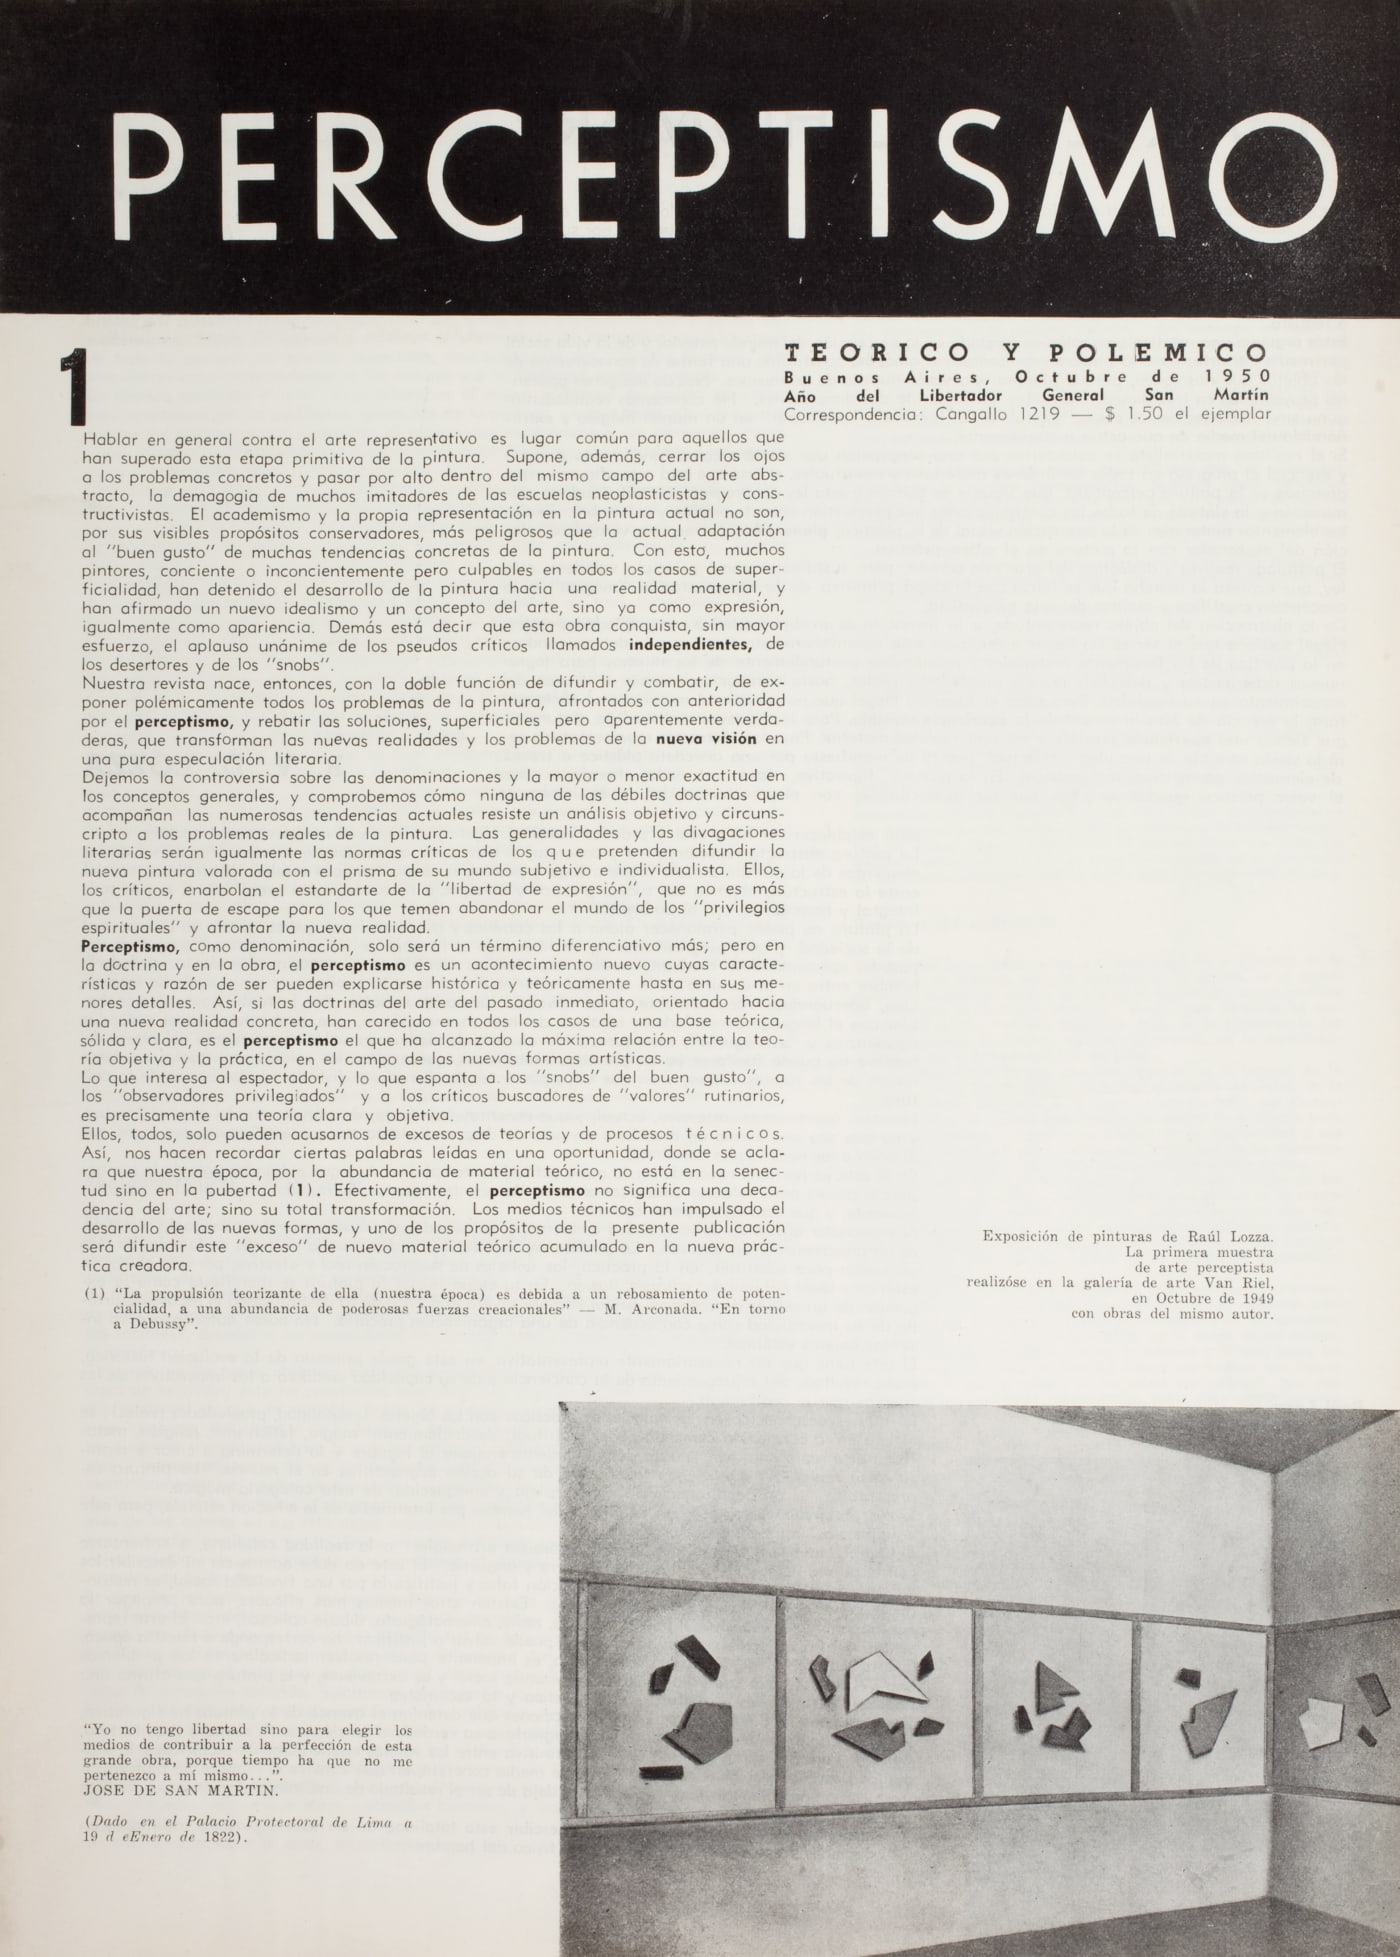 PERCEPTISMO
1
TEORICO Y POLEMICO
Buenos Aires, Octubre de 1950
Año del Libertador General San Martín
Correspondencia: Cangallo 1219 — $ 1.50 el ejemplar
Hablar en general contra el arte representativo es lugar común para aquellos que
han superado esta etapa primitiva de la pintura. Supone, además, cerrar los ojos
a los problemas concretos y pasar por alto dentro del mismo campo del arte abs-
tracto, la demagogia de muchos imitadores de las escuelas neoplasticistas y cons-
tructivistas. El academismo y la propia representación en la pintura actual no son,
por sus visibles propósitos conservadores, más peligrosos que la actual adaptación
al "buen gusto" de muchas tendencias concretas de la pintura. Con esto, muchos
pintores, conciente o inconcientemente pero culpables en todos los casos de super-
ficialidad, han detenido el desarrollo de la pintura hacia una realidad material, y
han afirmado un nuevo idealismo y un concepto del arte, sino ya como expresión,
igualmente como apariencia. Demás está decir que esta obra conquista, sin mayor
esfuerzo, el aplauso unánime de los pseudos críticos llamados independientes, de
los desertores y de los "snobs".
Nuestra revista nace, entonces, con la doble función de difundir y combatir, de ex-
poner polémicamente todos los problemas de la pintura, afrontados con anterioridad
por el perceptismo, y rebatir las soluciones, superficiales pero aparentemente verda-
deras, que transforman las nuevas realidades y los problemas de la nueva visión en
una pura especulación literaria.
Dejemos la controversia sobre las denominaciones y la mayor o menor exactitud en
los conceptos generales, y comprobemos cómo ninguna de las débiles doctrinas que
acompañan las numerosas tendencias actuales resiste un análisis objetivo y circuns-
cripto a los problemas reales de la pintura. Las generalidades y las divagaciones
literarias serán igualmente las normas críticas de los que pretenden difundir la
nueva pintura valorada con el prisma de su mundo subjetivo e individualista. Ellos,
los críticos, enarbolan el estandarte de la "libertad de expresión", que no es más
que la puerta de escape para los que temen abandonar el mundo de los "privilegios
espirituales" y afrontar la nueva realidad.
Perceptismo, como denominación, solo será un término diferenciativo más; pero en
la doctrina y en la obra, el perceptismo es un acontecimiento nuevo cuyas caracte-
rísticas y razón de ser pueden explicarse histórica y teóricamente hasta en sus me-
nores detalles. Así, si las doctrinas del arte del pasado inmediato, orientado hacia
una nueva realidad concreta, han carecido en todos los casos de una base teórica,
sólida y clara, es el perceptismo el que ha alcanzado la máxima relación entre la teo-
ría objetiva y la práctica, en el campo de las nuevas formas artísticas.
Lo que interesa al espectador, y lo que espanta a los "snobs" del buen gusto", a
los "observadores privilegiados" y a los críticos buscadores de "valores" rutinarios,
es precisamente una teoría clara y objetiva.
Ellos, todos, solo pueden acusarnos de excesos de teorías y de procesos técnicos.
Así, nos hacen recordar ciertas palabras leídas en una oportunidad, donde se acla-
ra que nuestra época, por la abundancia de material teórico, no está en la senec-
tud sino en la pubertad (1). Efectivamente, el perceptismo no significa una deca-
dencia del arte; sino su total transformación. Los medios técnicos han impulsado el
desarrollo de las nuevas formas, y uno de los propósitos de la presente publicación
será difundir este "exceso" de nuevo material teórico acumulado en la nueva prác-
tica creadora.
(1) "La propulsión teorizante de ella (nuestra época) es debida a un rebosamiento de poten-
cialidad, a una abundancia de poderosas fuerzas creacionales" — M. Arconada. "En torno
a Debussy".
Exposición de pinturas de Raúl Lozza.
La primera muestra
de arte perceptista
realizóse en la galería de arte Van Riel,
en Octubre de 1949
con obras del mismo autor.
"Yo no tengo libertad sino para elegir los
medios de contribuir a la perfección de esta
grande obra, porque tiempo ha que no me
pertenezco a mí mismo...".
JOSE DE SAN MARTIN.
(Dado en el Palacio Protectoral de Lima a
19 d eEnero de 1822).